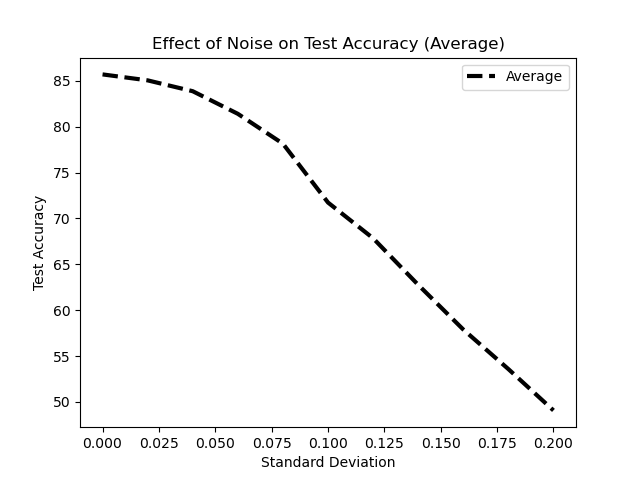 Effect of Noise on Test Accuracy (Average)
Average
85
80
75
70
65
60
55
50
Test Accuracy
0.000 0.025 0.050 0.075 0.100 0.125 0.150 0.175 0.200
Standard Deviation